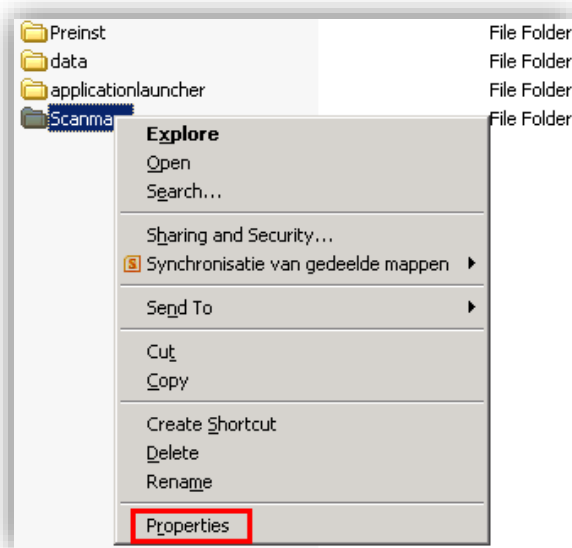 Preinst File Folder
data File Folder
applicationlauncher File Folder
Scanma File Folder
Explore
Open
Search...
Sharing and Security...
S Synchronisatie van gedeelde mappen
Send To
Cut
Copy
Create Shortcut
Delete
Rename
Properties